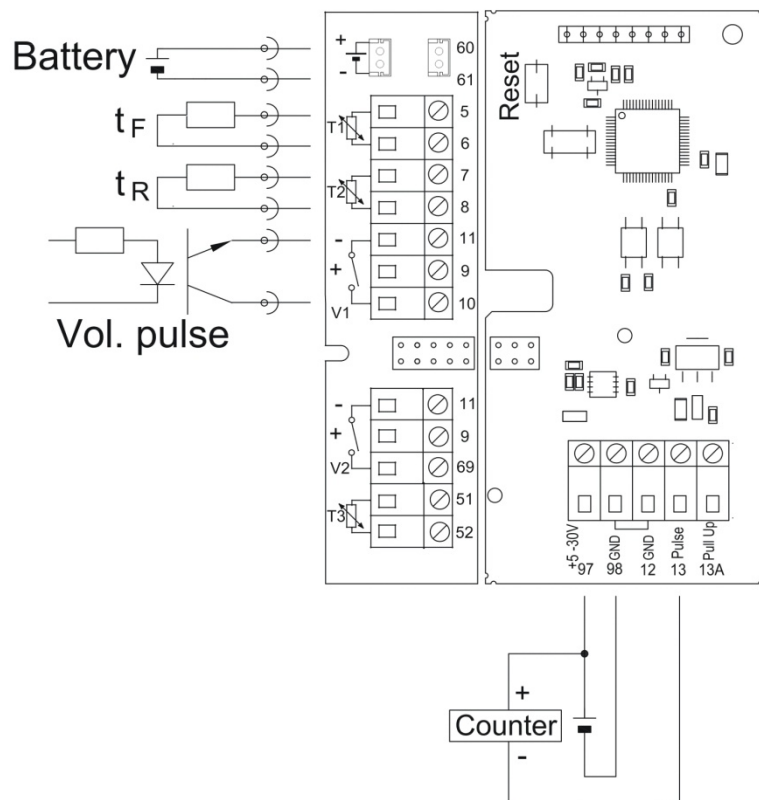 Battery
t F
t R
Vol. pulse
+
-
60
61
T1
5
6
T2
7
8
-
11
+
9
V1
10
-
11
+
9
V2
69
T3
51
52
Reset
+5 -30V
97
GND
98
GND
12
Pulse
13
Pull Up
13A
+
Counter
-